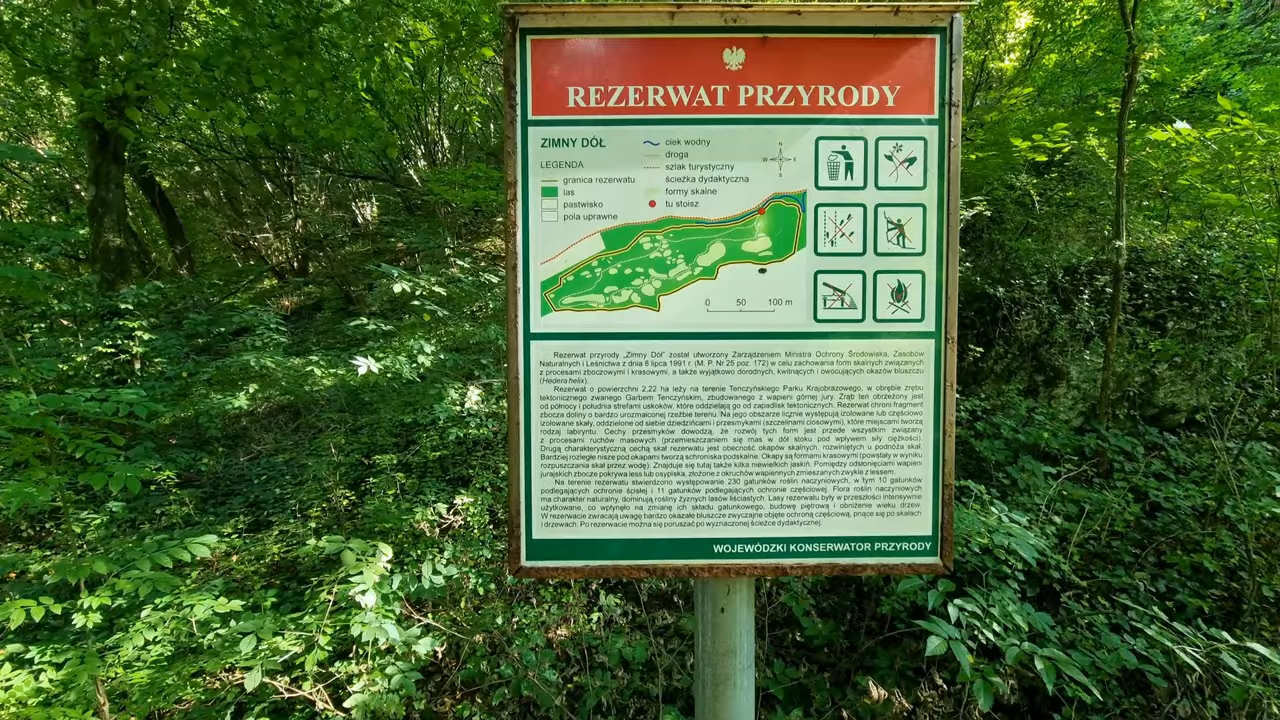 REZERWAT PRZYRODY
ZIMNY DÓŁ
LEGENDA
granica rezerwatu
las
pastwisko
pola uprawne
ciek wodny
droga
szlak turystyczny
ścieżka dydaktyczna
formy skalne
tu stoisz
N
W E
S
0 50 100 m
Rezerwat przyrody „Zimny Dół” został utworzony Zarządzeniem Ministra Ochrony Środowiska, Zasobów
Naturalnych i Leśnictwa z dnia 8 lipca 1991 r. (M. P. Nr 25 poz. 172) w celu zachowania form skalnych związanych
z procesami zboczowymi i krasowymi, a także wyjątkowo dorodnych, kwitnących i owocujących okazów bluszczu
(Hedera helix).
Rezerwat o powierzchni 2,22 ha leży na terenie Tenczyńskiego Parku Krajobrazowego, w obrębie zrębu
tektonicznego zwanego Garbem Tenczyńskim, zbudowanego z wapieni górnej jury. Zrąb ten obrzeżony jest
od północy i południa strefami uskoków, które oddzielają go od zapadlisk tektonicznych. Rezerwat chroni fragment
zbocza doliny o bardzo urozmaiconej rzeźbie terenu. Na jego obszarze licznie występują izolowane lub częściowo
izolowane skały, oddzielone od siebie dziedzińcami i przesmykami (szczelinami ciosowymi), które miejscami tworzą
rodzaj labiryntu. Cechy przesmyków dowodzą, że rozwój tych form jest przede wszystkim związany
z procesami ruchów masowych (przemieszczaniem się mas w dół stoku pod wpływem siły ciężkości).
Drugą charakterystyczną cechą skał rezerwatu jest obecność okapów skalnych, rozwiniętych u podnóża skał.
Bardziej rozległe nisze pod okapami tworzą schroniska podskalne. Okapy są formami krasowymi (powstały w wyniku
rozpuszczania skał przez wodę). Znajduje się tutaj także kilka niewielkich jaskiń. Pomiędzy odsłonięciami wapieni
jurajskich zbocze pokrywa less lub osypiska, złożone z okruchów wapiennych zmieszanych zwykle z lessem.
Na terenie rezerwatu stwierdzono występowanie 230 gatunków roślin naczyniowych, w tym 10 gatunków
podlegających ochronie ścisłej i 11 gatunków podlegających ochronie częściowej. Flora roślin naczyniowych
ma charakter naturalny, dominują rośliny żyznych lasów liściastych. Lasy rezerwatu były w przeszłości intensywnie
użytkowane, co wpłynęło na zmianę ich składu gatunkowego, budowę piętrową i obniżenie wieku drzew.
W rezerwacie zwracają uwagę bardzo okazałe bluszcze zwyczajne objęte ochroną częściową, pnące się po skałach
i drzewach. Po rezerwacie można się poruszać po wyznaczonej ścieżce dydaktycznej.
WOJEWÓDZKI KONSERWATOR PRZYRODY